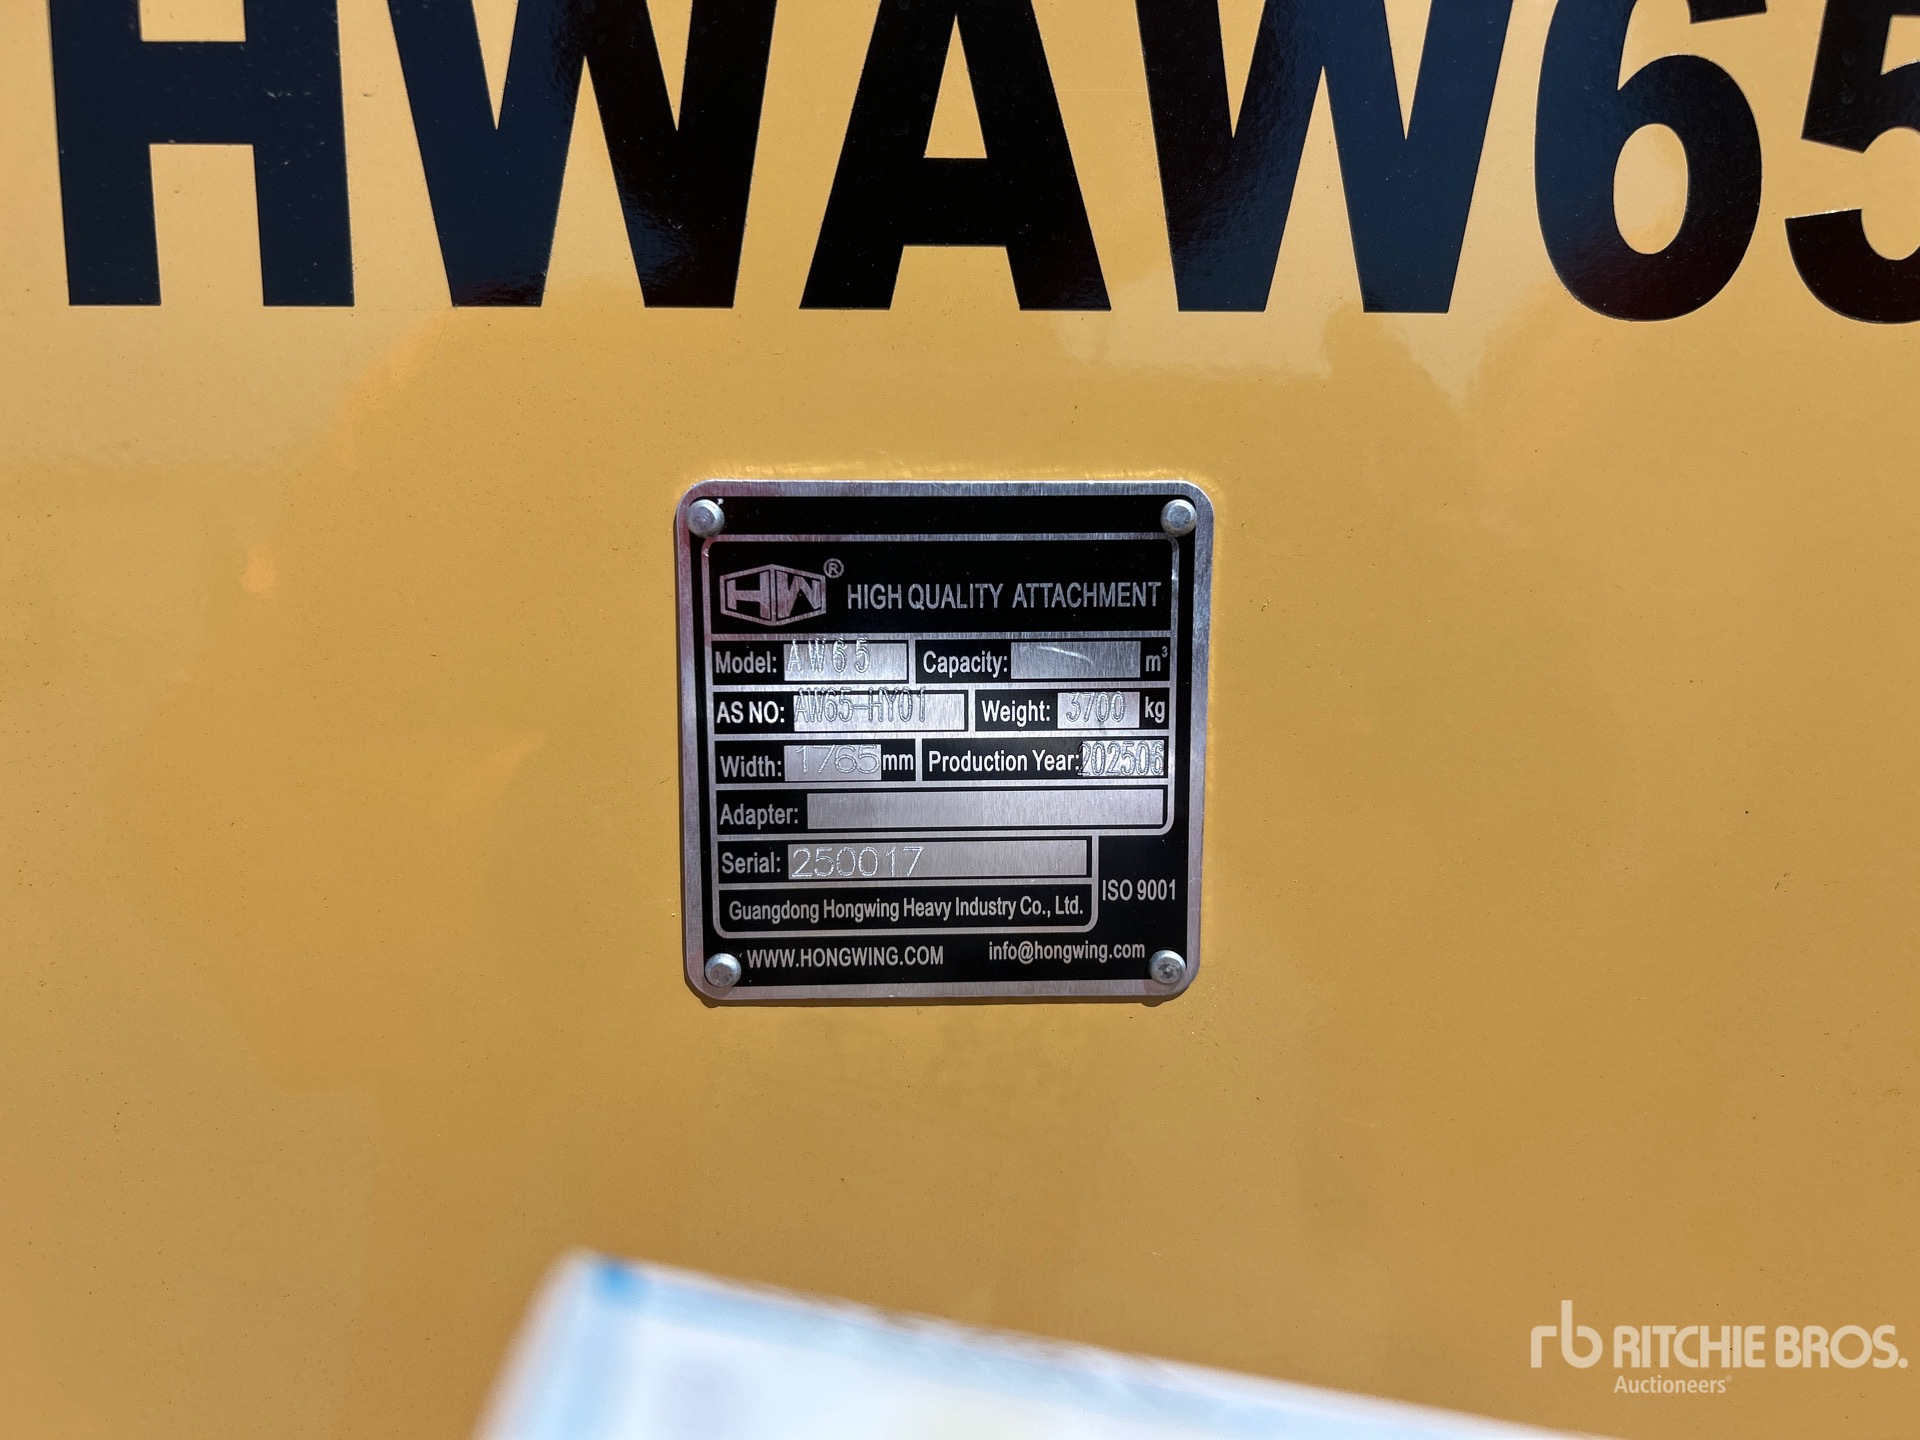 HWAW65
HW® HIGH QUALITY ATTACHMENT
Model: AW65 Capacity: m³
AS NO: AW65-HY01 Weight: 3700 kg
Width: 1765 mm Production Year: 202506
Adapter:
Serial: 250017
ISO 9001
Guangdong Hongwing Heavy Industry Co., Ltd.
WWW.HONGWING.COM info@hongwing.com
rb RITCHIE BROS.
Auctioneers®